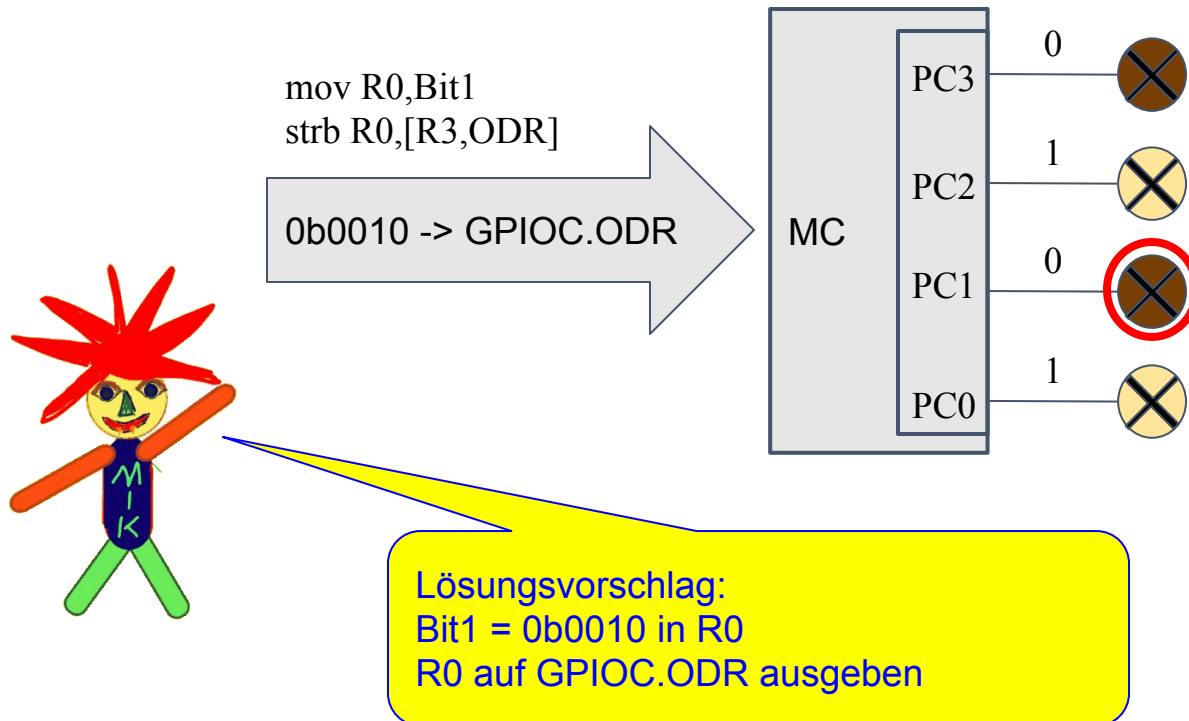 mov R0,Bit1
strb R0,[R3,ODR]
0b0010 -> GPIOC.ODR
MC
PC3
0
PC2
1
PC1
0
PC0
1
MIK
Lösungsvorschlag:
Bit1 = 0b0010 in R0
R0 auf GPIOC.ODR ausgeben